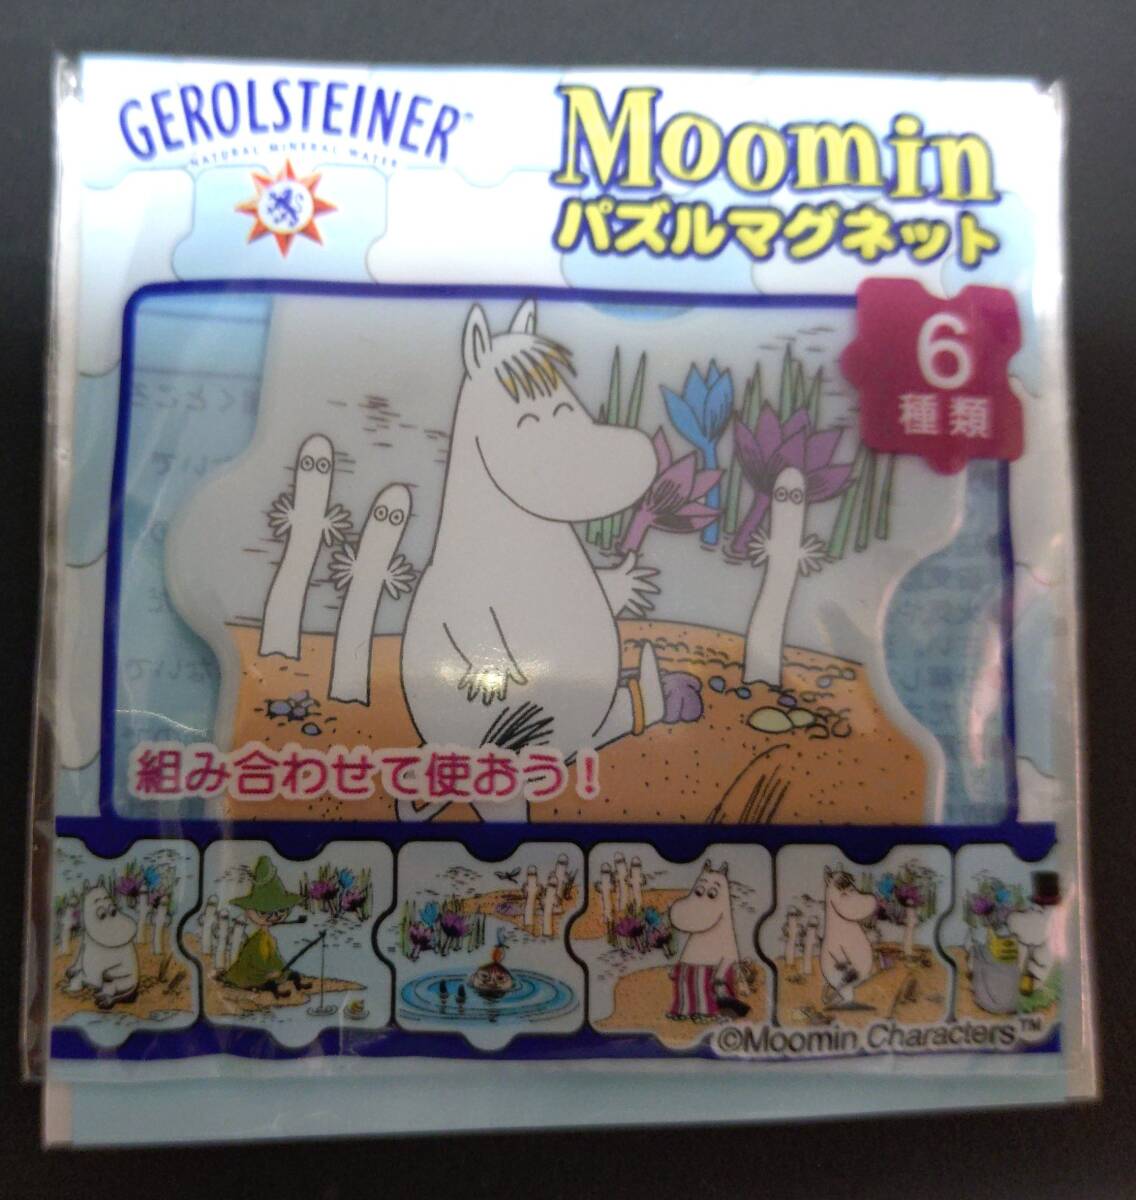 GEROLSTEINER
NATURAL MINERAL WATER
Moomin
パズルマグネット
6
種類
組み合わせて使おう！
©Moomin Characters™